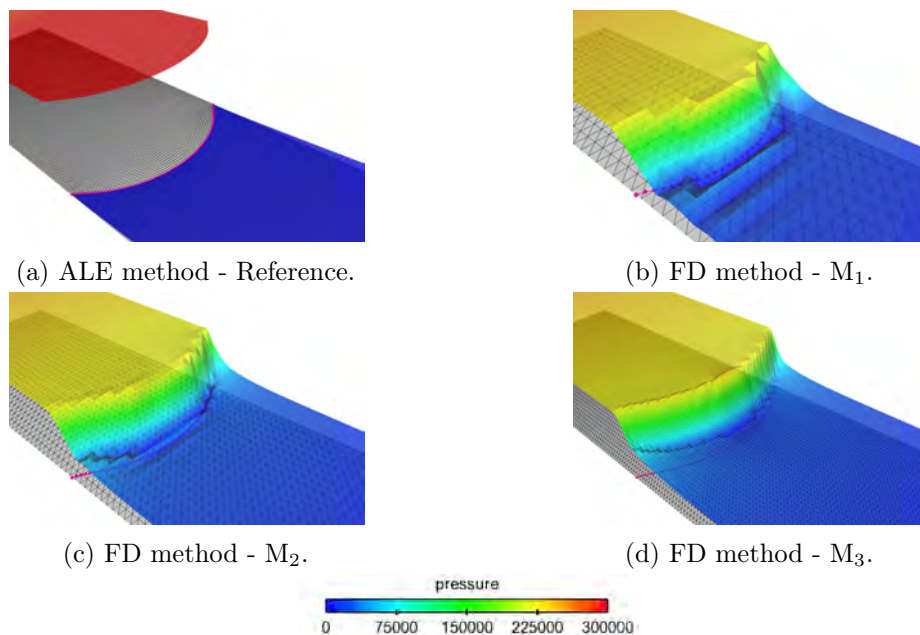 (a) ALE method - Reference.
(b) FD method - M₁.
(c) FD method - M₂.
(d) FD method - M₃.
pressure
0 75000 150000 225000 300000